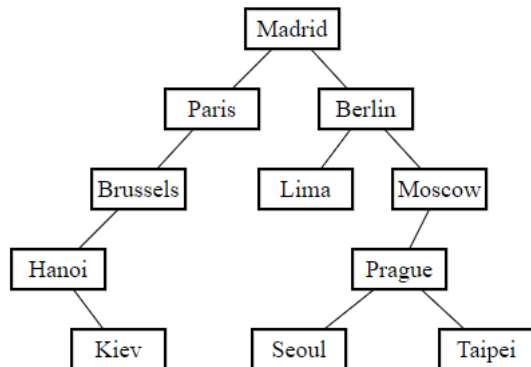 Madrid
Paris Berlin
Brussels Lima Moscow
Hanoi Prague
Kiev Seoul Taipei